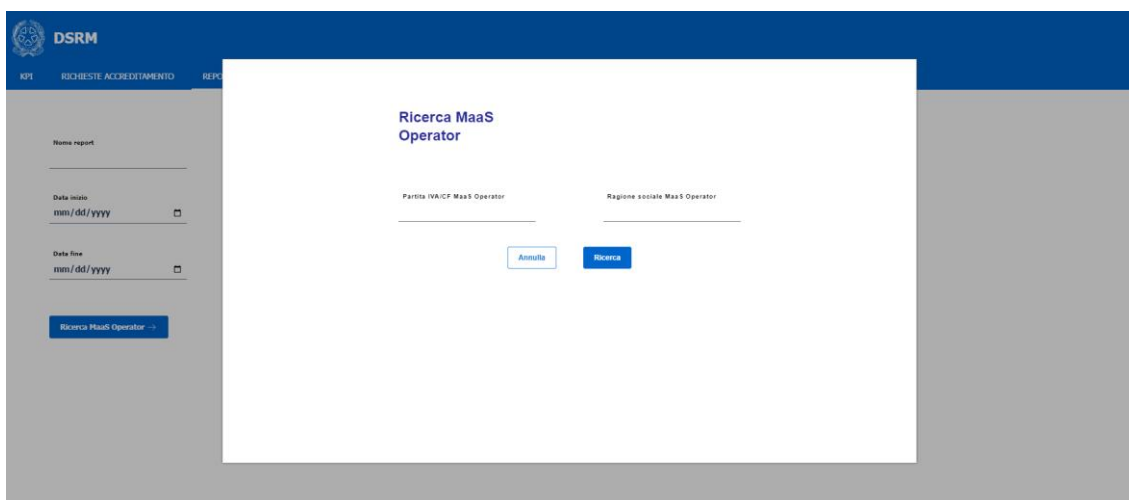 DSRM
KPI RICHIESTE ACCREDITAMENTO REPO
Ricerca MaaS
Operator
Nome report
Partita IVA/CF MaaS Operator Ragione sociale MaaS Operator
Data inizio
mm/dd/yyyy
Annulla Ricerca
Data fine
mm/dd/yyyy
Ricerca MaaS Operator →